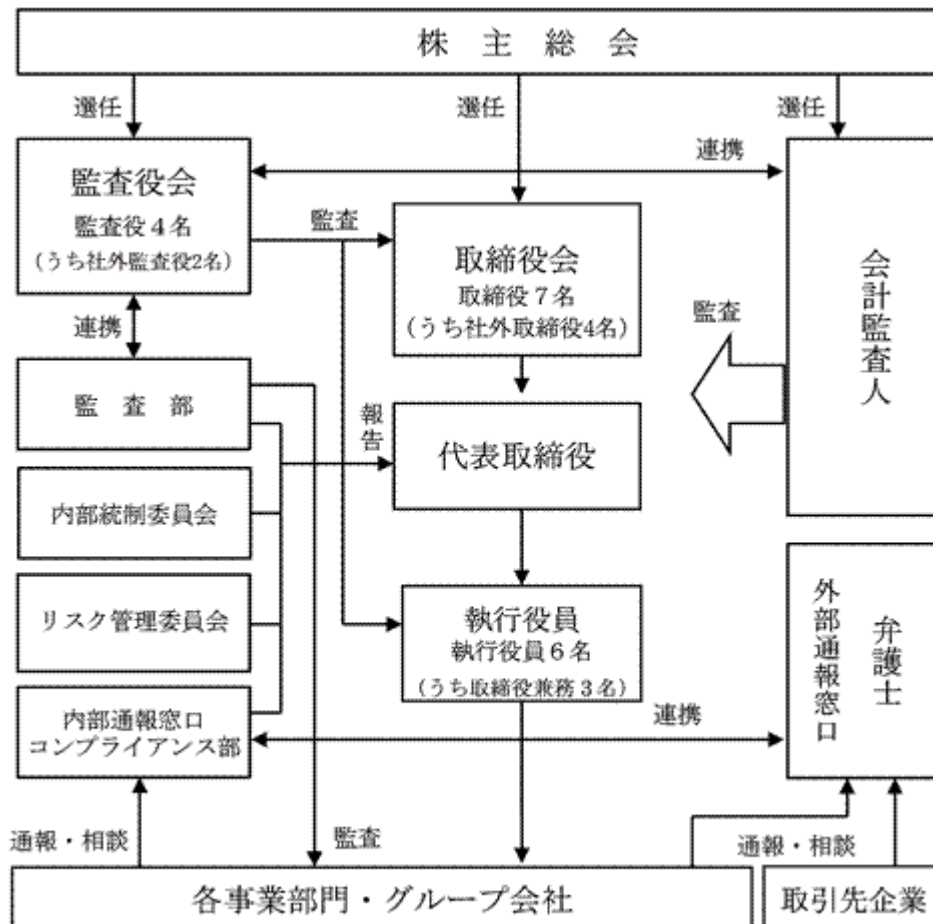 株　主　総　会
選任
選任
選任
監査役会
監査役４名
（うち社外監査役2名）
連携
監査
取締役会
取締役７名
（うち社外取締役4名）
会計監査人
監査
連携
監　査　部
報告
代表取締役
内部統制委員会
リスク管理委員会
執行役員
執行役員６名
（うち取締役兼務３名）
弁護士
外部通報窓口
内部通報窓口
コンプライアンス部
連携
通報・相談
監査
通報・相談
各事業部門・グループ会社
取引先企業